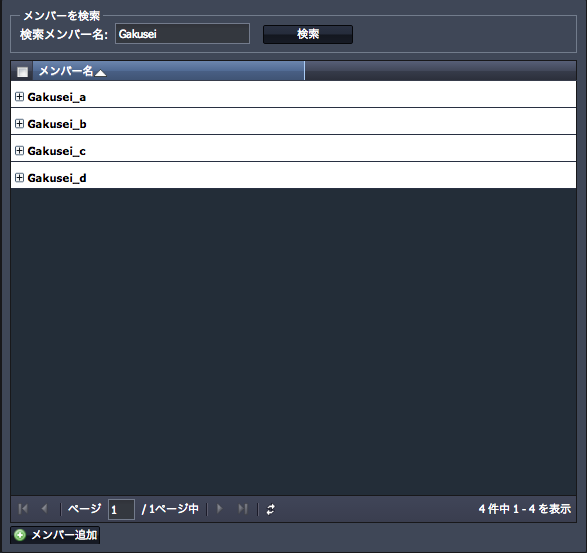 メンバーを検索
検索メンバー名: Gakusei 検索
メンバー名
Gakusei_a
Gakusei_b
Gakusei_c
Gakusei_d
ページ 1 / 1ページ中 4 件中 1 - 4 を表示
メンバー追加